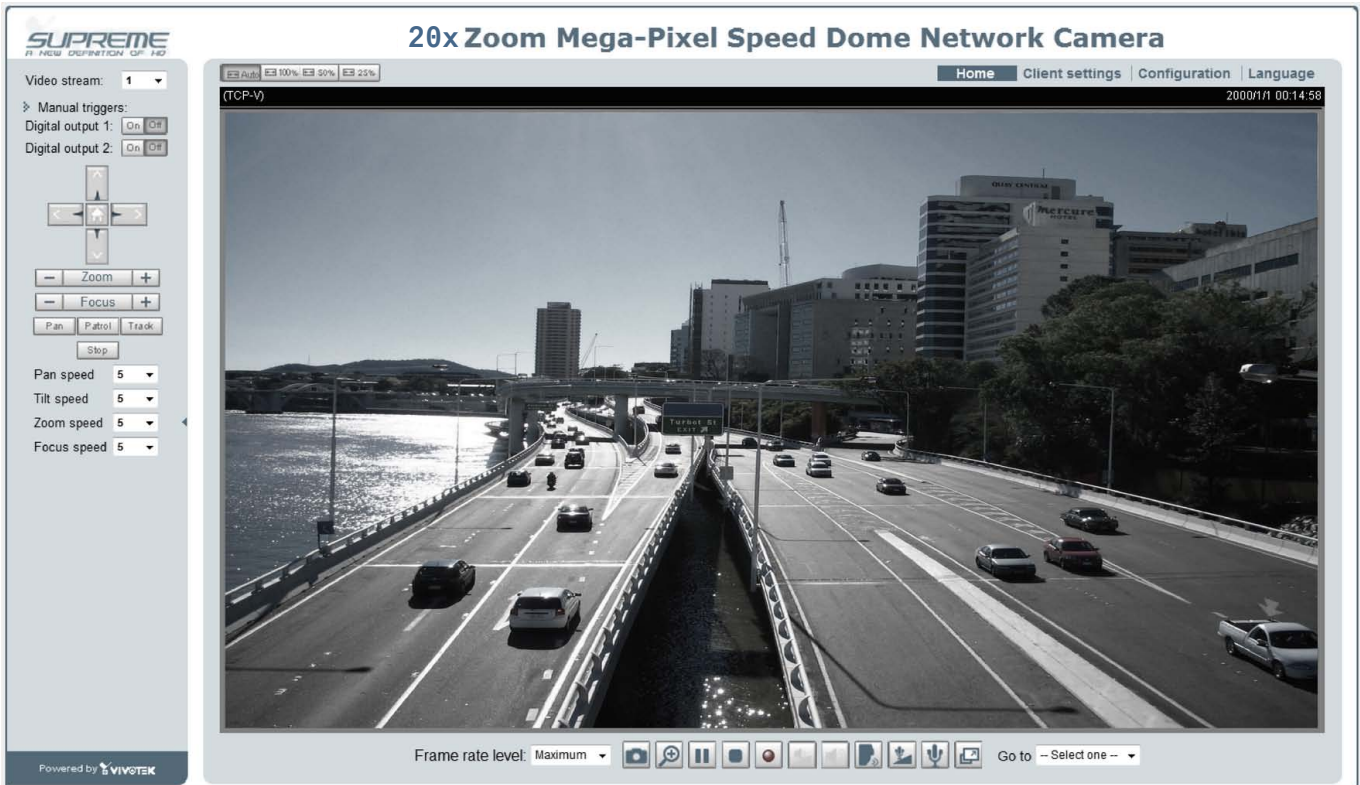 SUPREME
A NEW DEFINITION OF HD
20x Zoom Mega-Pixel Speed Dome Network Camera
Video stream: 1
Manual triggers:
Digital output 1: On Off
Digital output 2: On Off
Zoom
Focus
Pan Patrol Track
Stop
Pan speed 5
Tilt speed 5
Zoom speed 5
Focus speed 5
Powered by VIVOTEK
Auto 100% 50% 25%
Home Client settings Configuration Language
(TCP-V) 2000/1/1 00:14:58
QUAY CENTRAL
Mercure
HOTEL
Turbot St
EXIT
Frame rate level: Maximum
Go to -- Select one --